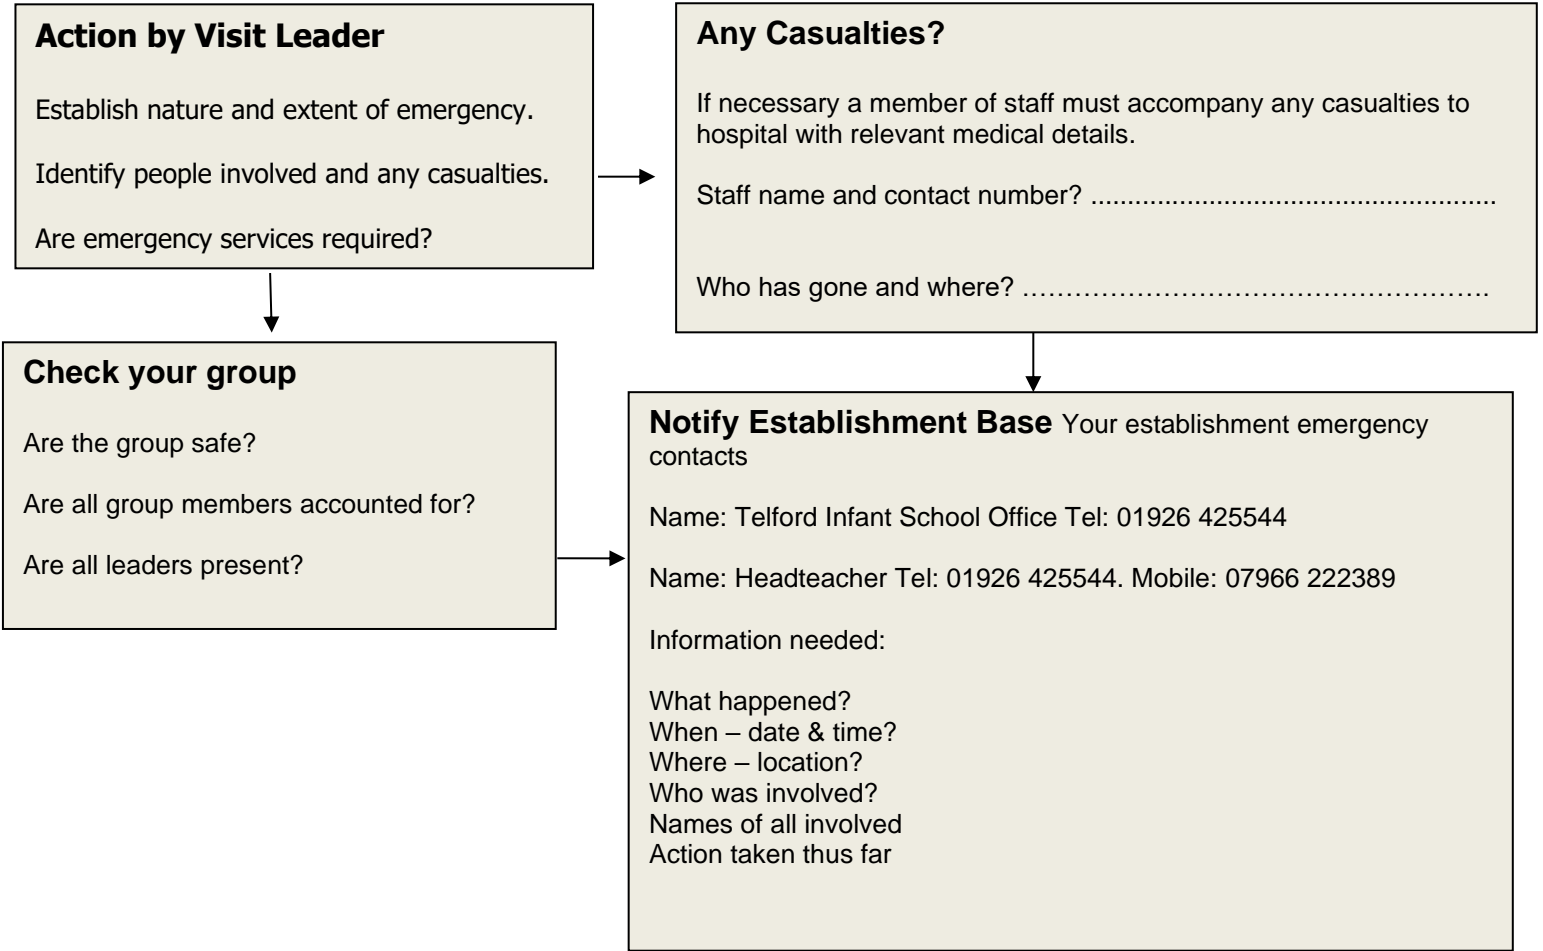 Action by Visit Leader
Establish nature and extent of emergency.
Identify people involved and any casualties.
Are emergency services required?
Any Casualties?
If necessary a member of staff must accompany any casualties to
hospital with relevant medical details.
Staff name and contact number? ........................................................
Who has gone and where? ……………………………………………….
Check your group
Are the group safe?
Are all group members accounted for?
Are all leaders present?
Notify Establishment Base Your establishment emergency
contacts
Name: Telford Infant School Office Tel: 01926 425544
Name: Headteacher Tel: 01926 425544. Mobile: 07966 222389
Information needed:
What happened?
When – date & time?
Where – location?
Who was involved?
Names of all involved
Action taken thus far